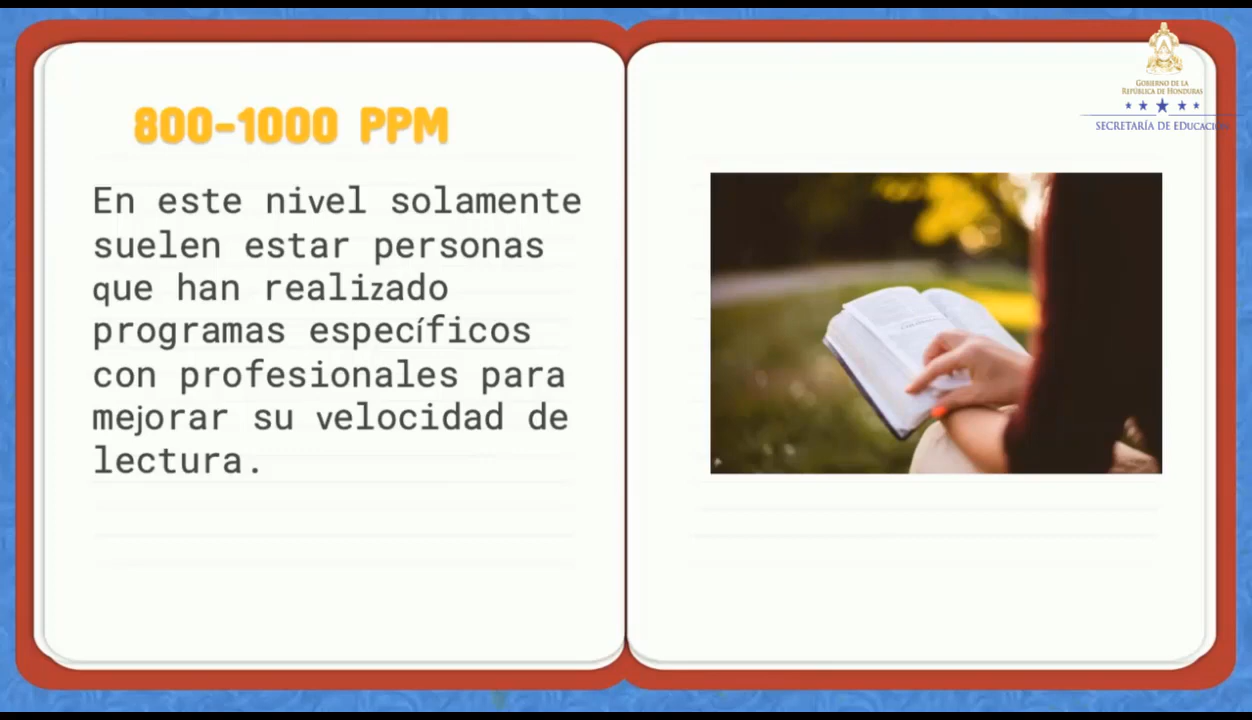 800-1000 PPM
En este nivel solamente
suelen estar personas
que han realizado
programas específicos
con profesionales para
mejorar su velocidad de
lectura.
GOBIERNO DE LA
REPÚBLICA DE HONDURAS
SECRETARÍA DE EDUCACIÓN